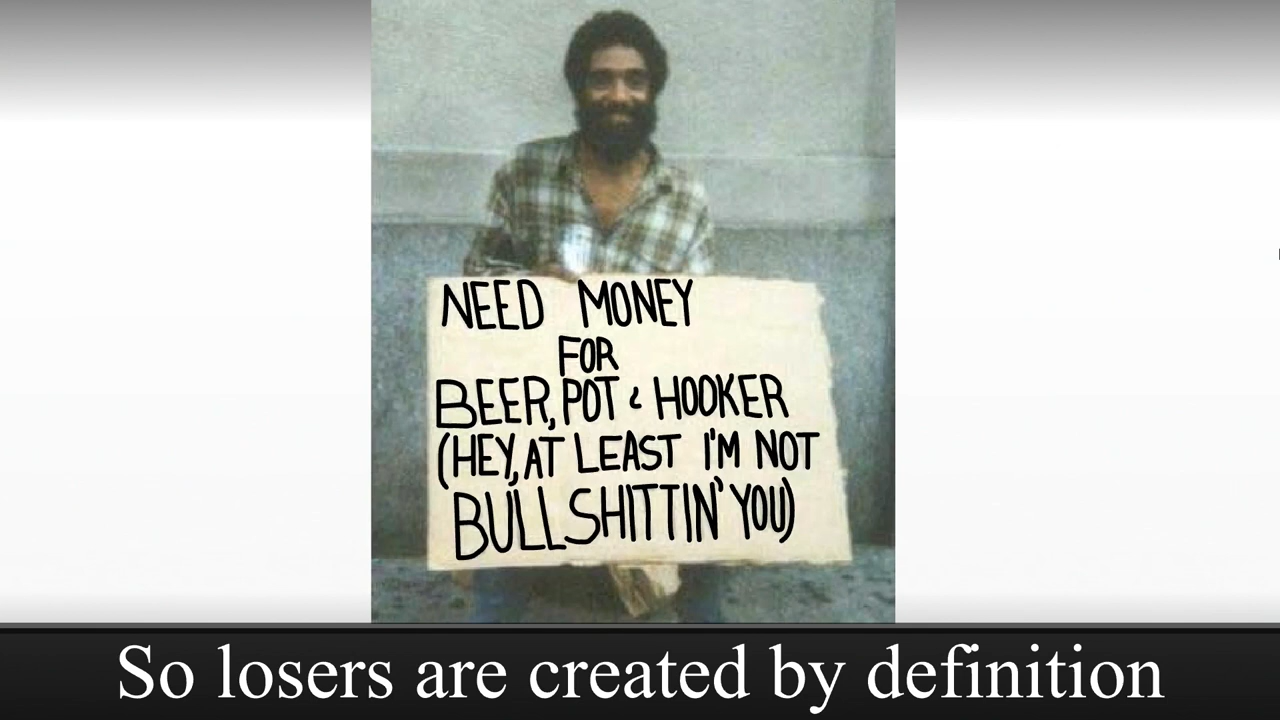 NEED MONEY
FOR
BEER, POT & HOOKER
(HEY, AT LEAST I'M NOT
BULLSHITTIN' YOU)
So losers are created by definition